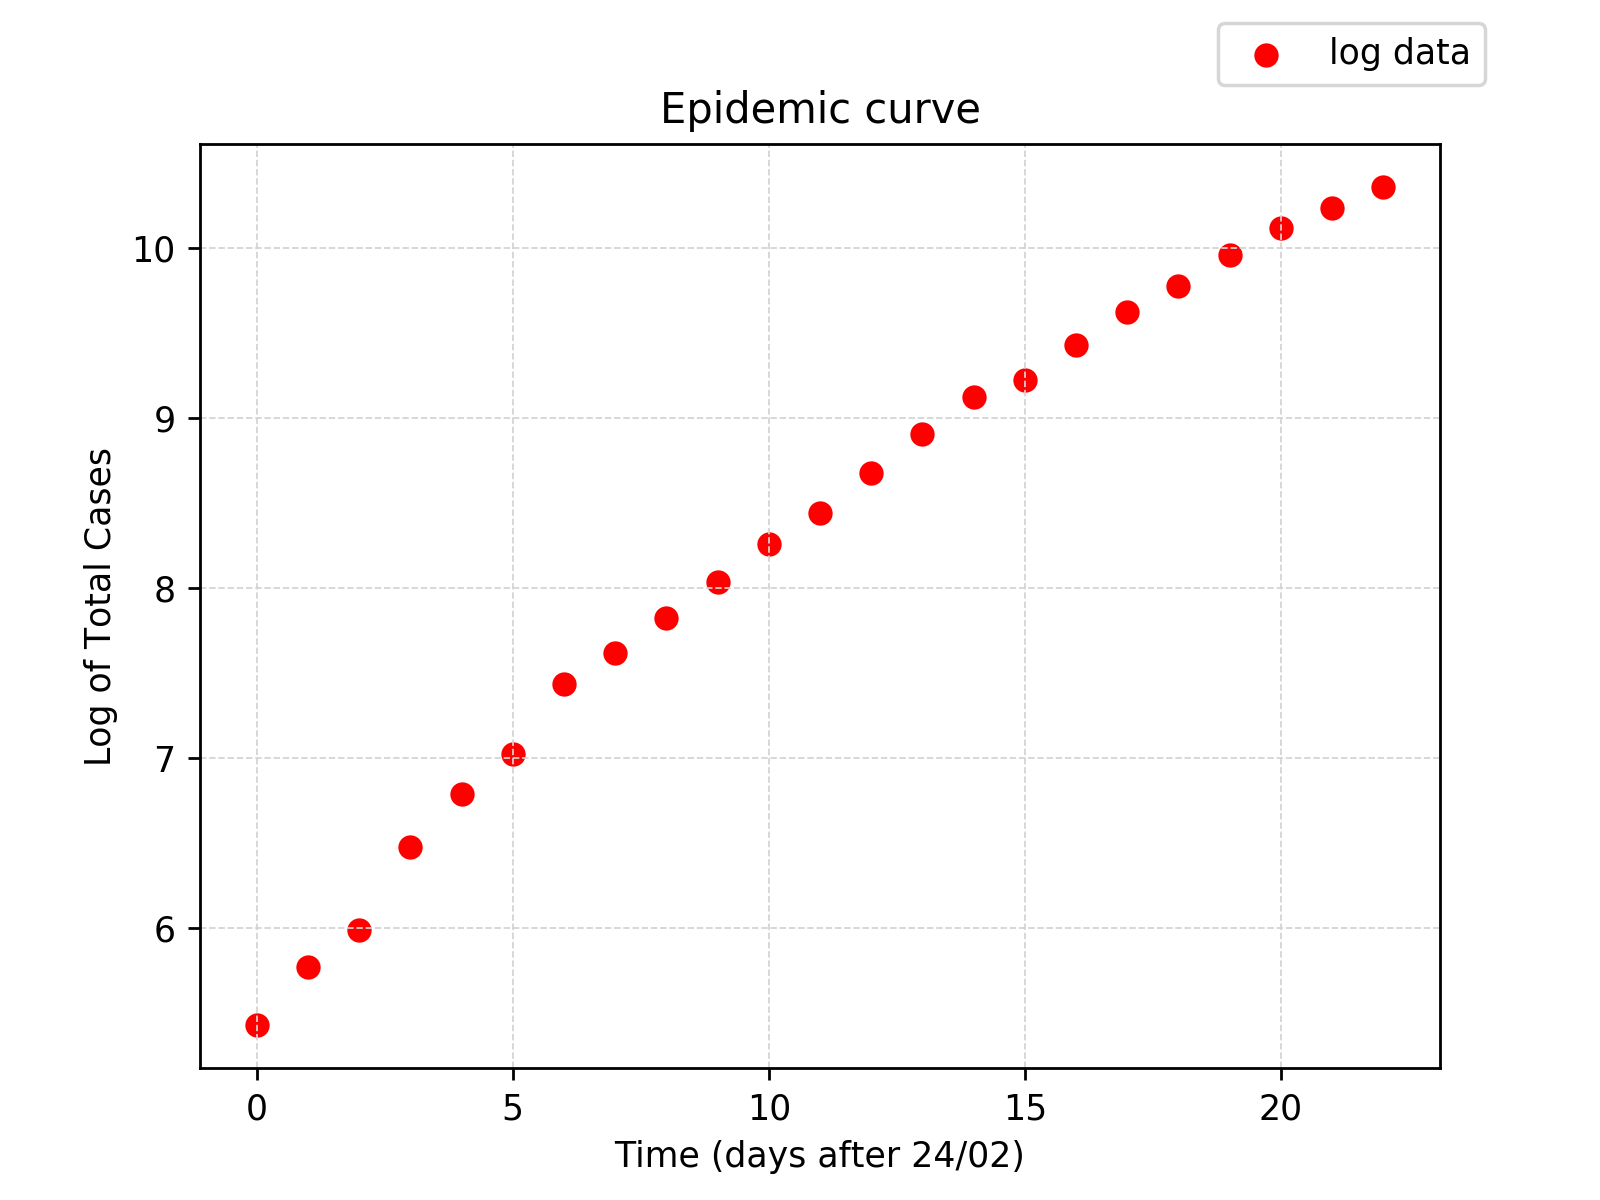 log data
Epidemic curve
10
9
8
7
6
Log of Total Cases
0 5 10 15 20
Time (days after 24/02)